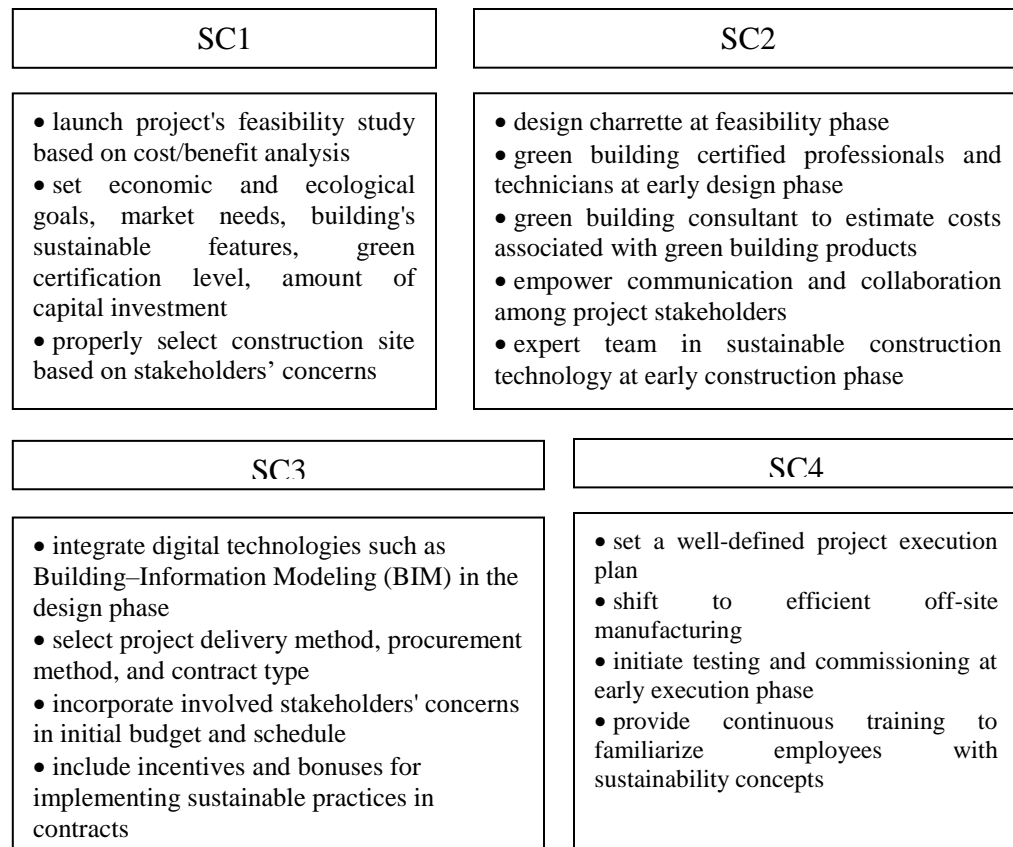 SC1
SC2
• launch project's feasibility study
based on cost/benefit analysis
• set economic and ecological
goals, market needs, building's
sustainable features, green
certification level, amount of
capital investment
• properly select construction site
based on stakeholders’ concerns
• design charrette at feasibility phase
• green building certified professionals and
technicians at early design phase
• green building consultant to estimate costs
associated with green building products
• empower communication and collaboration
among project stakeholders
• expert team in sustainable construction
technology at early construction phase
SC3
SC4
• integrate digital technologies such as
Building–Information Modeling (BIM) in the
design phase
• select project delivery method, procurement
method, and contract type
• incorporate involved stakeholders' concerns
in initial budget and schedule
• include incentives and bonuses for
implementing sustainable practices in
contracts
• set a well-defined project execution
plan
• shift to efficient off-site
manufacturing
• initiate testing and commissioning at
early execution phase
• provide continuous training to
familiarize employees with
sustainability concepts